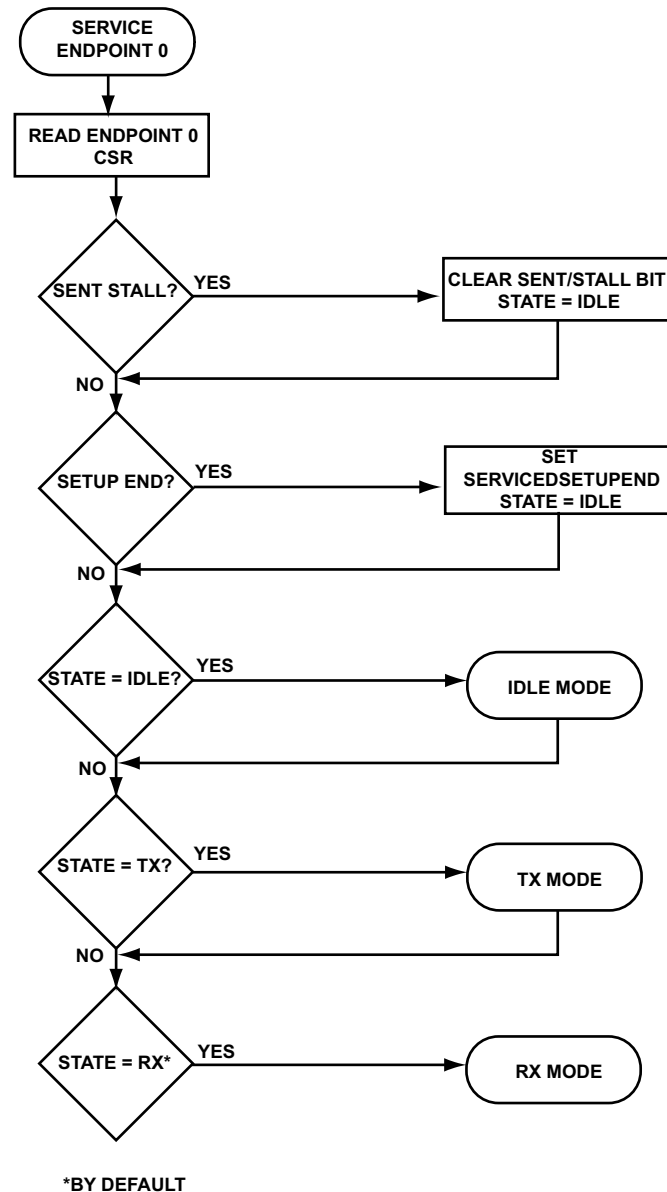 SERVICE
ENDPOINT 0
READ ENDPOINT 0
CSR
SENT STALL?
YES
CLEAR SENT/STALL BIT
STATE = IDLE
NO
SETUP END?
YES
SET
SERVICEDSETUPEND
STATE = IDLE
NO
STATE = IDLE?
YES
IDLE MODE
NO
STATE = TX?
YES
TX MODE
NO
STATE = RX*
YES
RX MODE
*BY DEFAULT